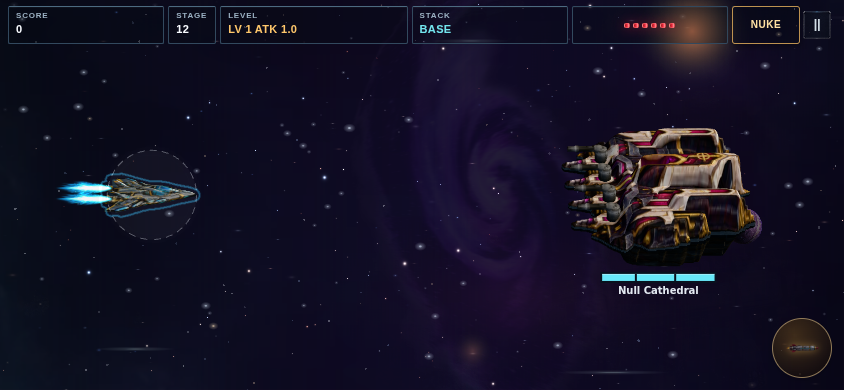 SCORE
0
STAGE
12
LEVEL
LV 1 ATK 1.0
STACK
BASE
NUKE
Null Cathedral